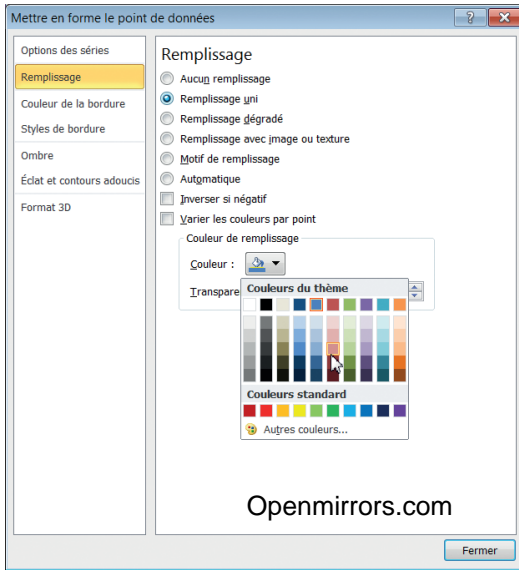 Mettre en forme le point de données
Options des séries
Remplissage
Couleur de la bordure
Styles de bordure
Ombre
Éclat et contours adoucis
Format 3D
Remplissage
Aucun remplissage
Remplissage uni
Remplissage dégradé
Remplissage avec image ou texture
Motif de remplissage
Automatique
Inverser si négatif
Varier les couleurs par point
Couleur de remplissage
Couleur :
Transpare
Couleurs du thème
Couleurs standard
Autres couleurs...
Openmirrors.com
Fermer